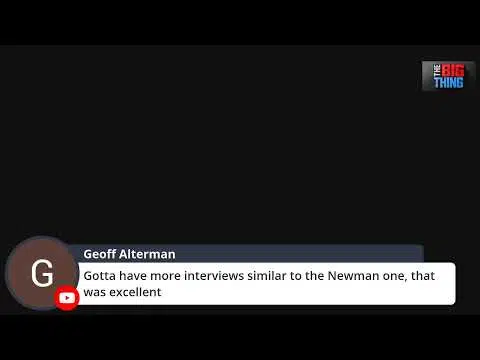 THE BIG
THING
Geoff Alterman
G
Gotta have more interviews similar to the Newman one, that
was excellent